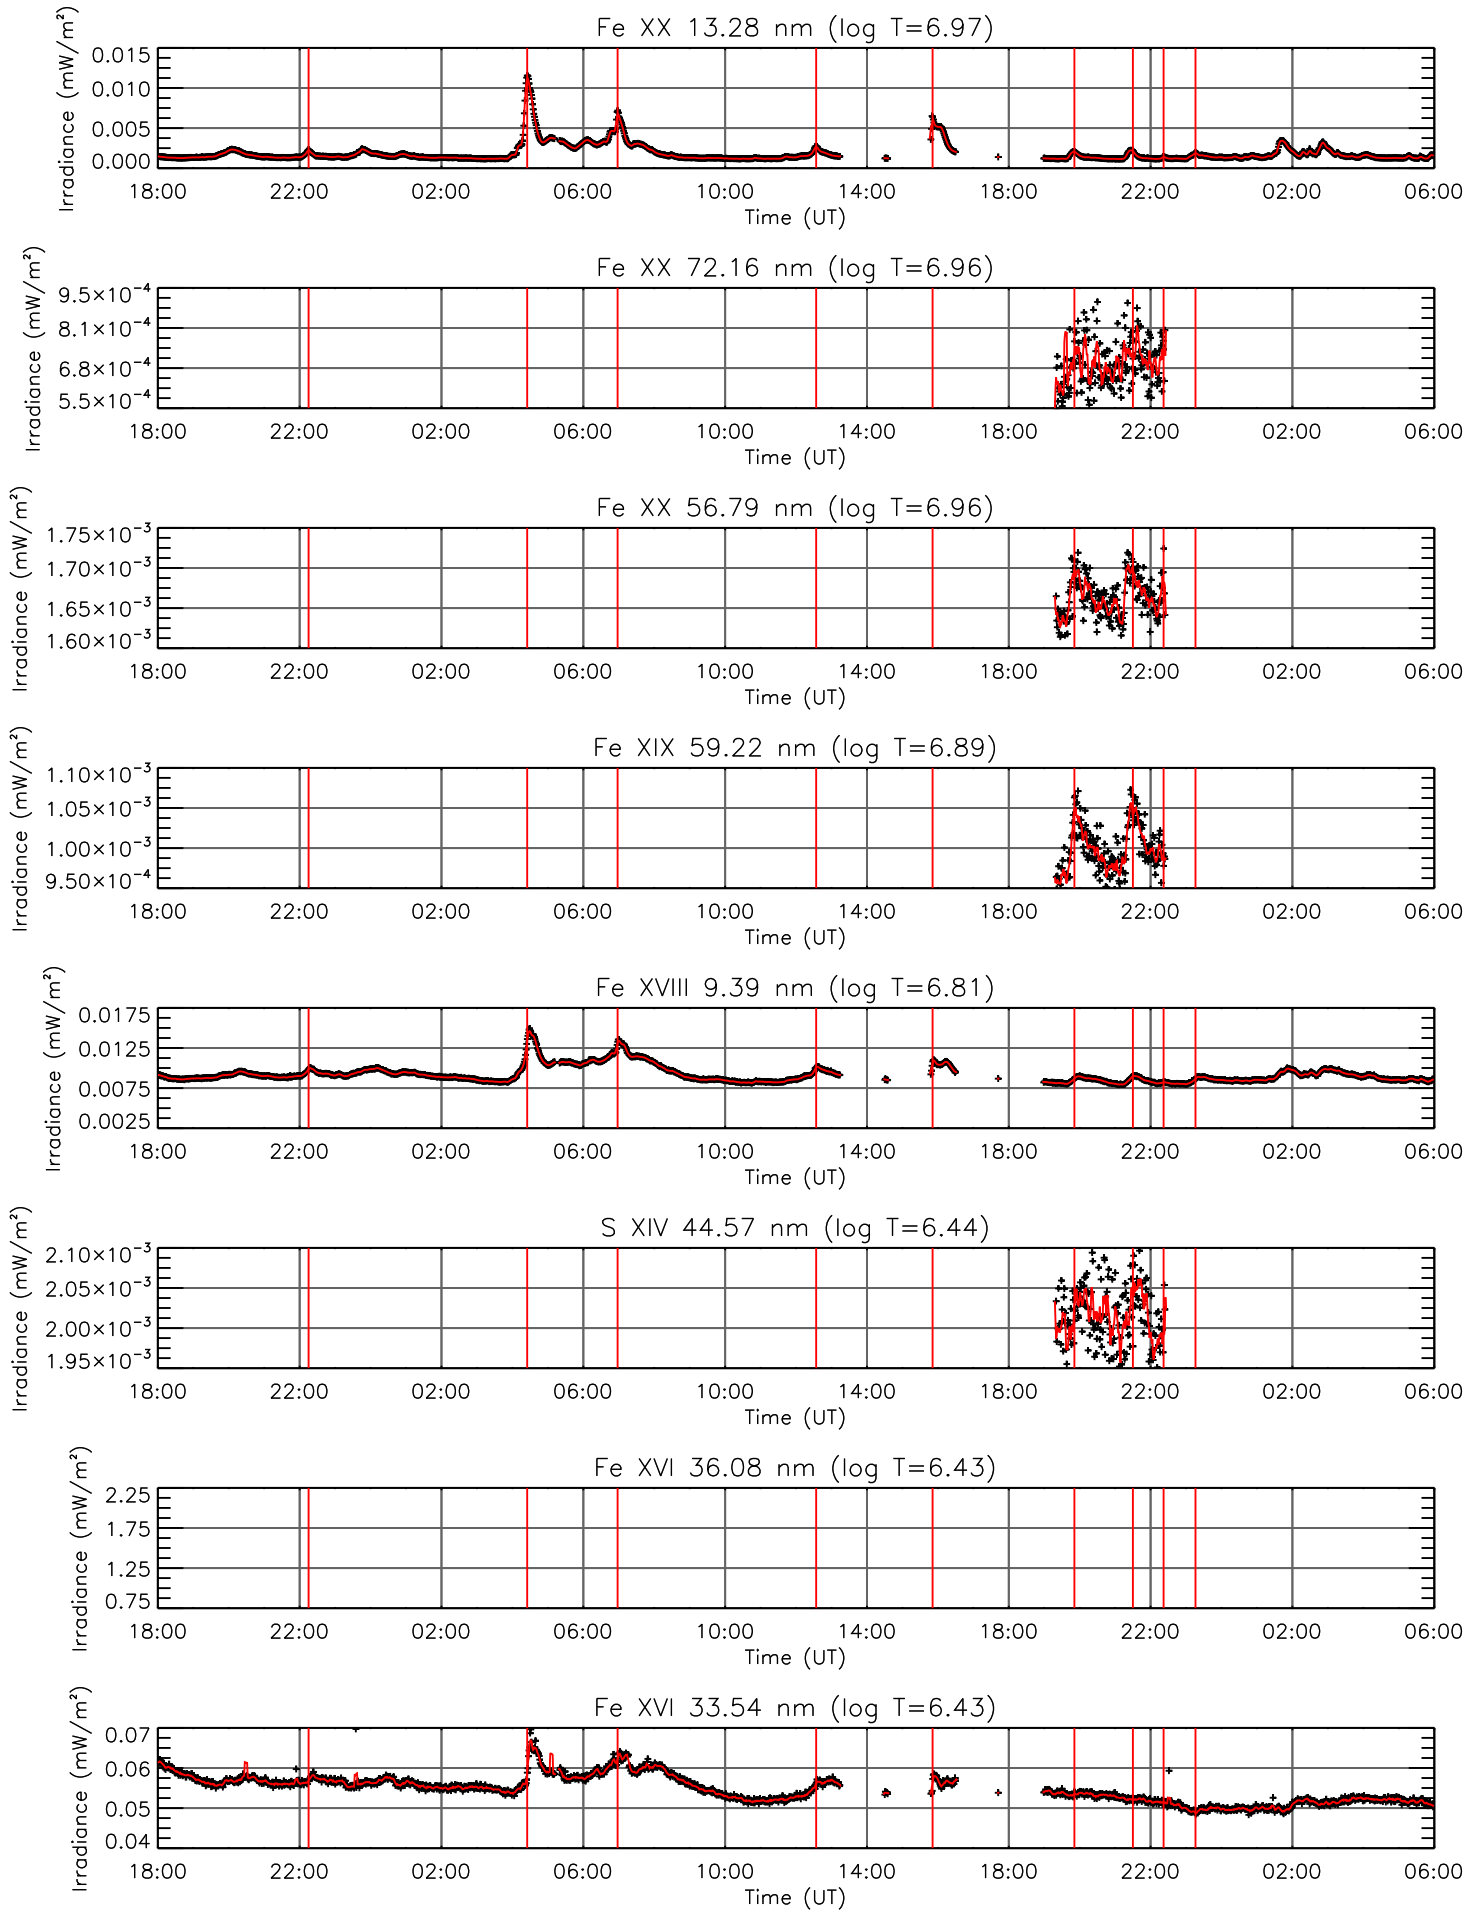 Fe XX 13.28 nm (log T=6.97)
Irradiance (mW/m²)
0.015
0.010
0.005
0.000
18:00 22:00 02:00 06:00 10:00 14:00 18:00 22:00 02:00 06:00
Time (UT)
Fe XX 72.16 nm (log T=6.96)
Irradiance (mW/m²)
9.5×10⁻⁴
8.1×10⁻⁴
6.8×10⁻⁴
5.5×10⁻⁴
18:00 22:00 02:00 06:00 10:00 14:00 18:00 22:00 02:00 06:00
Time (UT)
Fe XX 56.79 nm (log T=6.96)
Irradiance (mW/m²)
1.75×10⁻³
1.70×10⁻³
1.65×10⁻³
1.60×10⁻³
18:00 22:00 02:00 06:00 10:00 14:00 18:00 22:00 02:00 06:00
Time (UT)
Fe XIX 59.22 nm (log T=6.89)
Irradiance (mW/m²)
1.10×10⁻³
1.05×10⁻³
1.00×10⁻³
9.50×10⁻⁴
18:00 22:00 02:00 06:00 10:00 14:00 18:00 22:00 02:00 06:00
Time (UT)
Fe XVIII 9.39 nm (log T=6.81)
Irradiance (mW/m²)
0.0175
0.0125
0.0075
0.0025
18:00 22:00 02:00 06:00 10:00 14:00 18:00 22:00 02:00 06:00
Time (UT)
S XIV 44.57 nm (log T=6.44)
Irradiance (mW/m²)
2.10×10⁻³
2.05×10⁻³
2.00×10⁻³
1.95×10⁻³
18:00 22:00 02:00 06:00 10:00 14:00 18:00 22:00 02:00 06:00
Time (UT)
Fe XVI 36.08 nm (log T=6.43)
Irradiance (mW/m²)
2.25
1.75
1.25
0.75
18:00 22:00 02:00 06:00 10:00 14:00 18:00 22:00 02:00 06:00
Time (UT)
Fe XVI 33.54 nm (log T=6.43)
Irradiance (mW/m²)
0.07
0.06
0.05
0.04
18:00 22:00 02:00 06:00 10:00 14:00 18:00 22:00 02:00 06:00
Time (UT)